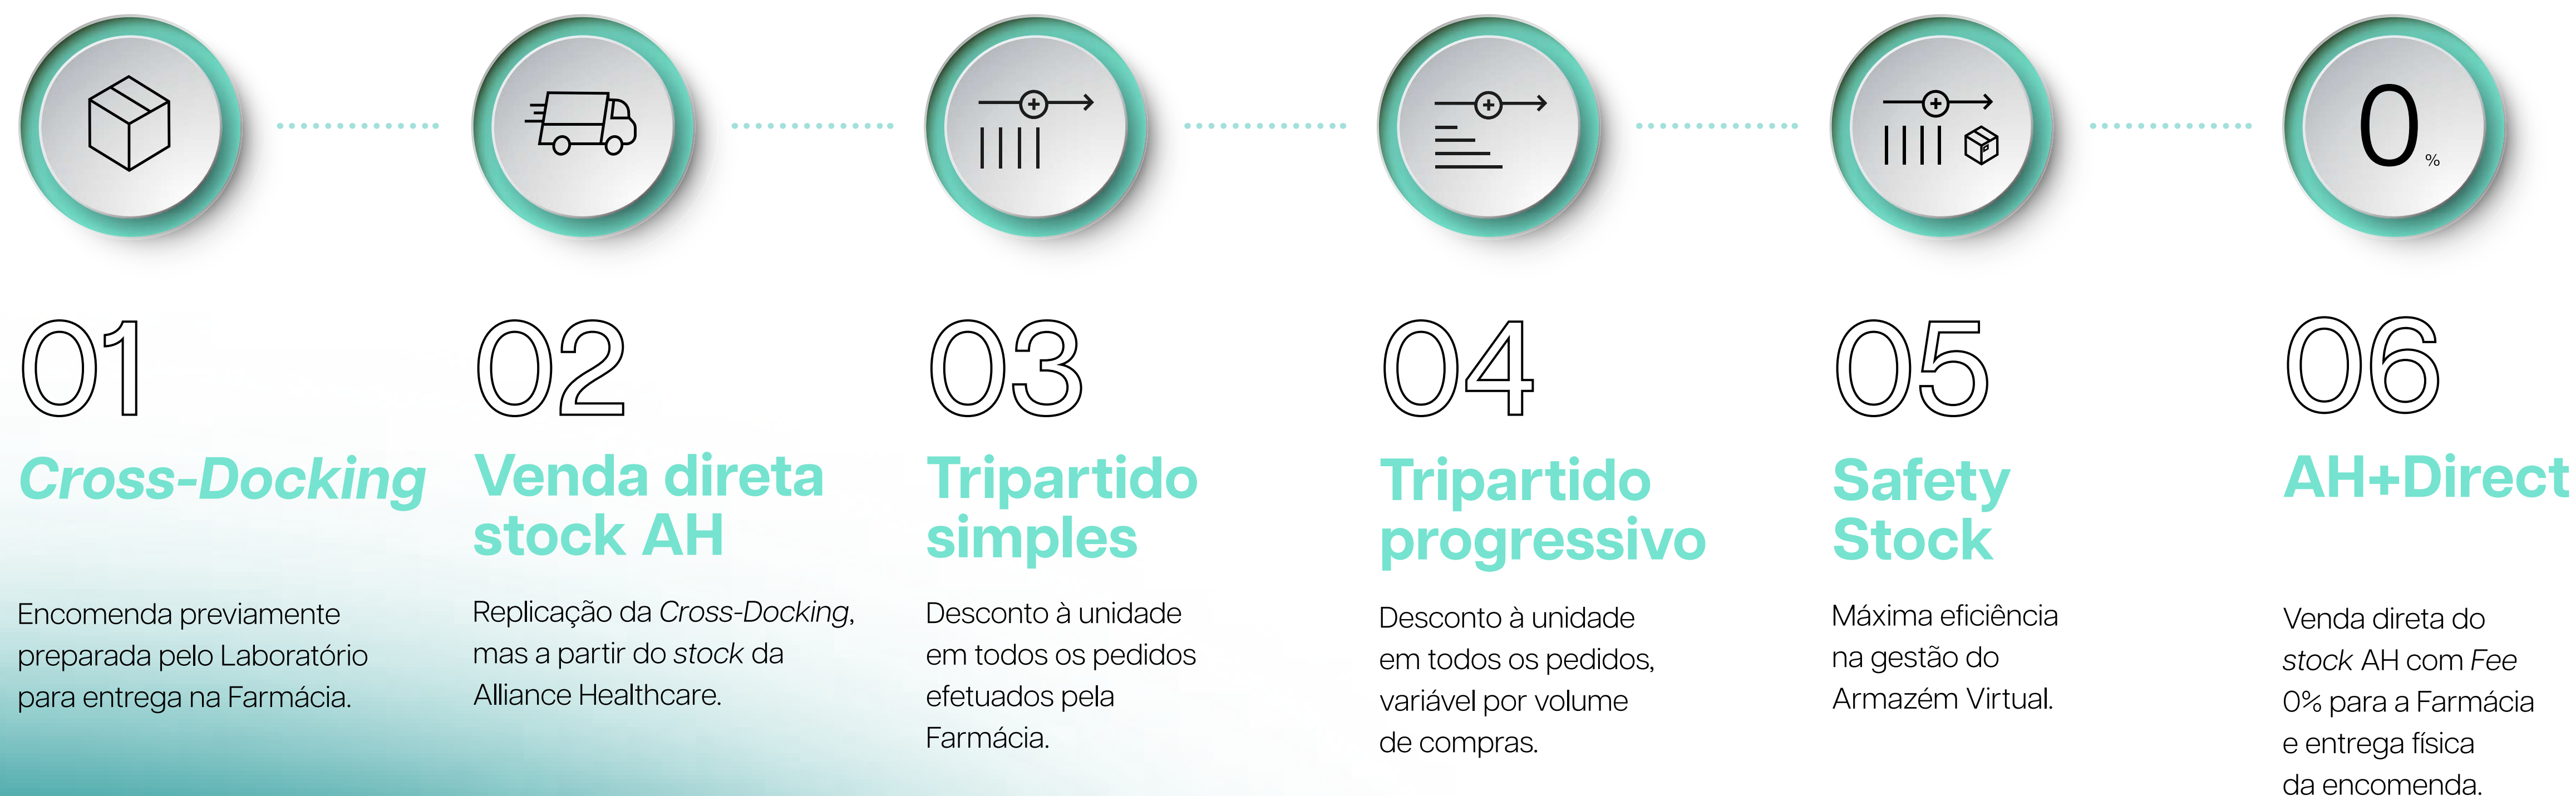 0%
01
Cross-Docking
Encomenda previamente
preparada pelo Laboratório
para entrega na Farmácia.
02
Venda direta
stock AH
Replicação da Cross-Docking,
mas a partir do stock da
Alliance Healthcare.
03
Tripartido
simples
Desconto à unidade
em todos os pedidos
efetuados pela
Farmácia.
04
Tripartido
progressivo
Desconto à unidade
em todos os pedidos,
variável por volume
de compras.
05
Safety
Stock
Máxima eficiência
na gestão do
Armazém Virtual.
06
AH+Direct
Venda direta do
stock AH com Fee
0% para a Farmácia
e entrega física
da encomenda.